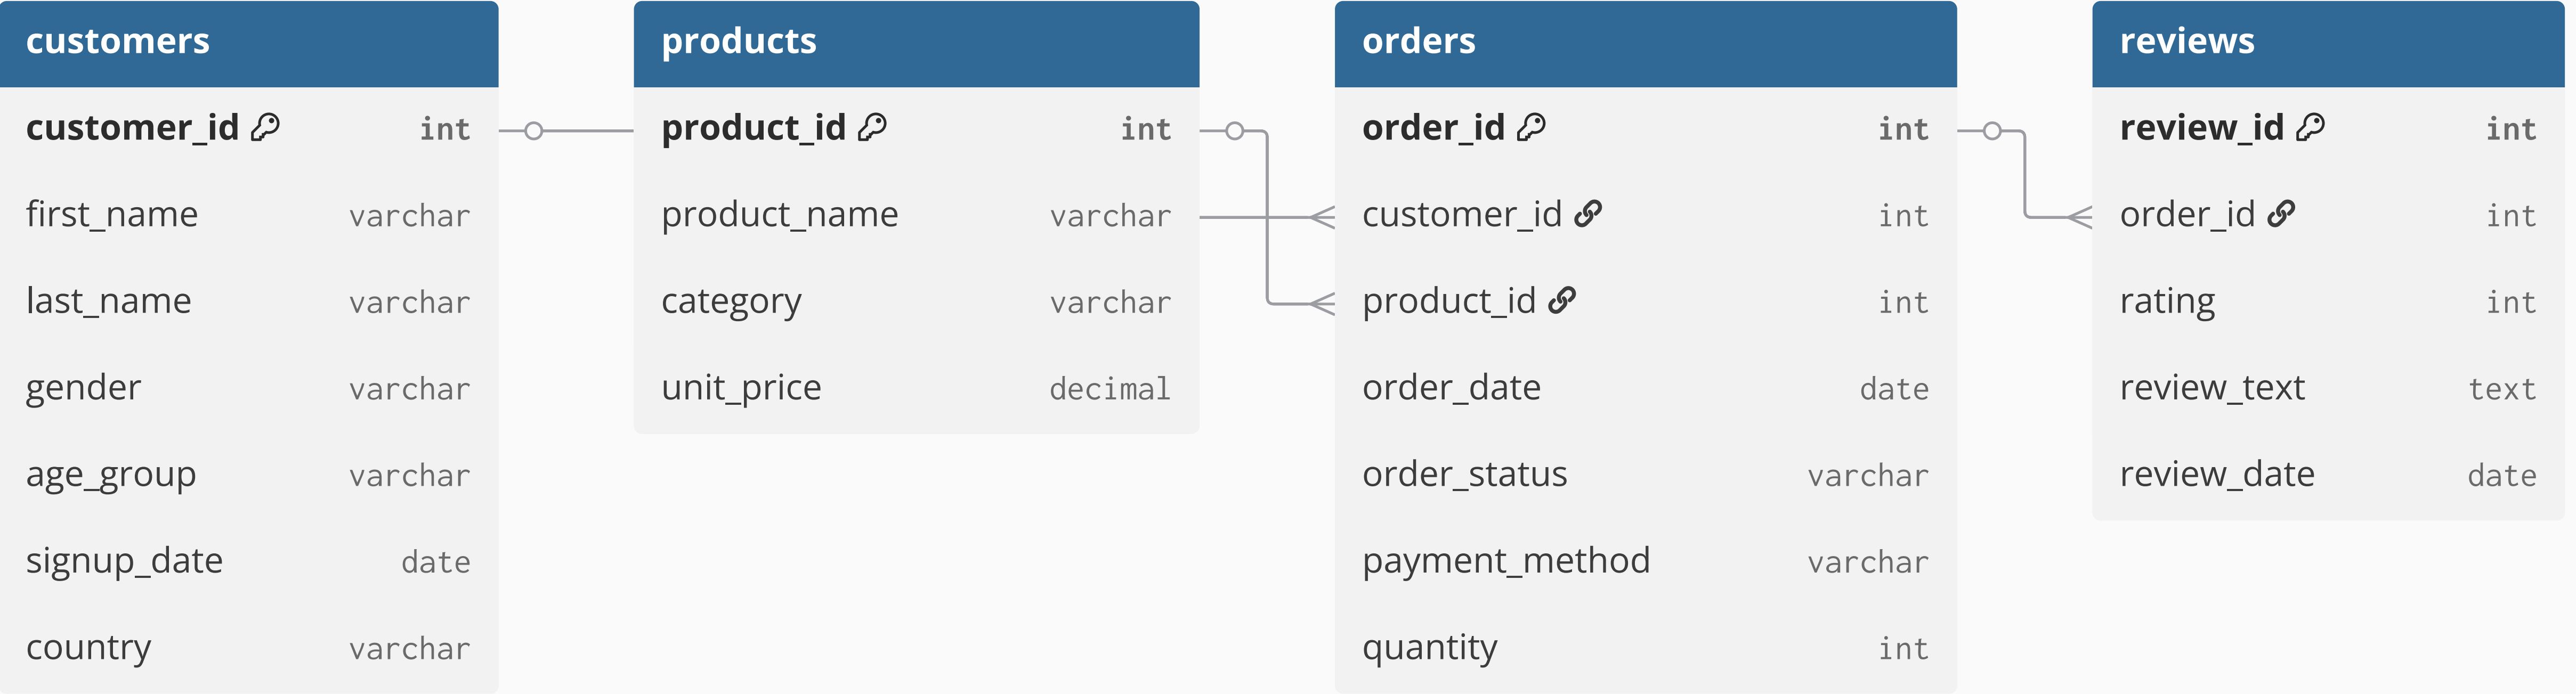 customers
customer_id int
first_name varchar
last_name varchar
gender varchar
age_group varchar
signup_date date
country varchar
products
product_id int
product_name varchar
category varchar
unit_price decimal
orders
order_id int
customer_id int
product_id int
order_date date
order_status varchar
payment_method varchar
quantity int
reviews
review_id int
order_id int
rating int
review_text text
review_date date